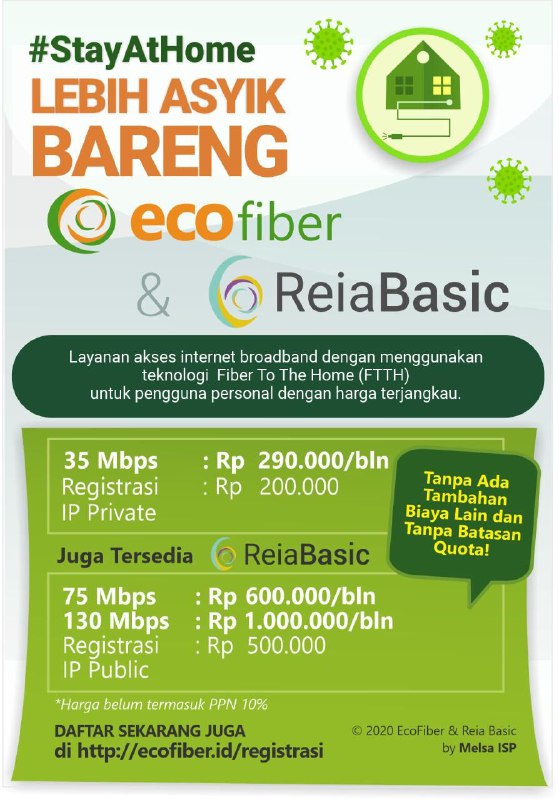 #StayAtHome
LEBIH ASYIK
BARENG
ecofiber
& ReiaBasic
Layanan akses internet broadband dengan menggunakan
teknologi Fiber To The Home (FTTH)
untuk pengguna personal dengan harga terjangkau.
35 Mbps : Rp 290.000/bln
Registrasi : Rp 200.000
IP Private
Tanpa Ada
Tambahan
Biaya Lain dan
Tanpa Batasan
Quota!
Juga Tersedia ReiaBasic
75 Mbps : Rp 600.000/bln
130 Mbps : Rp 1.000.000/bln
Registrasi : Rp 500.000
IP Public
*Harga belum termasuk PPN 10%
DAFTAR SEKARANG JUGA
di http://ecofiber.id/registrasi
© 2020 EcoFiber & Reia Basic
by Melsa ISP